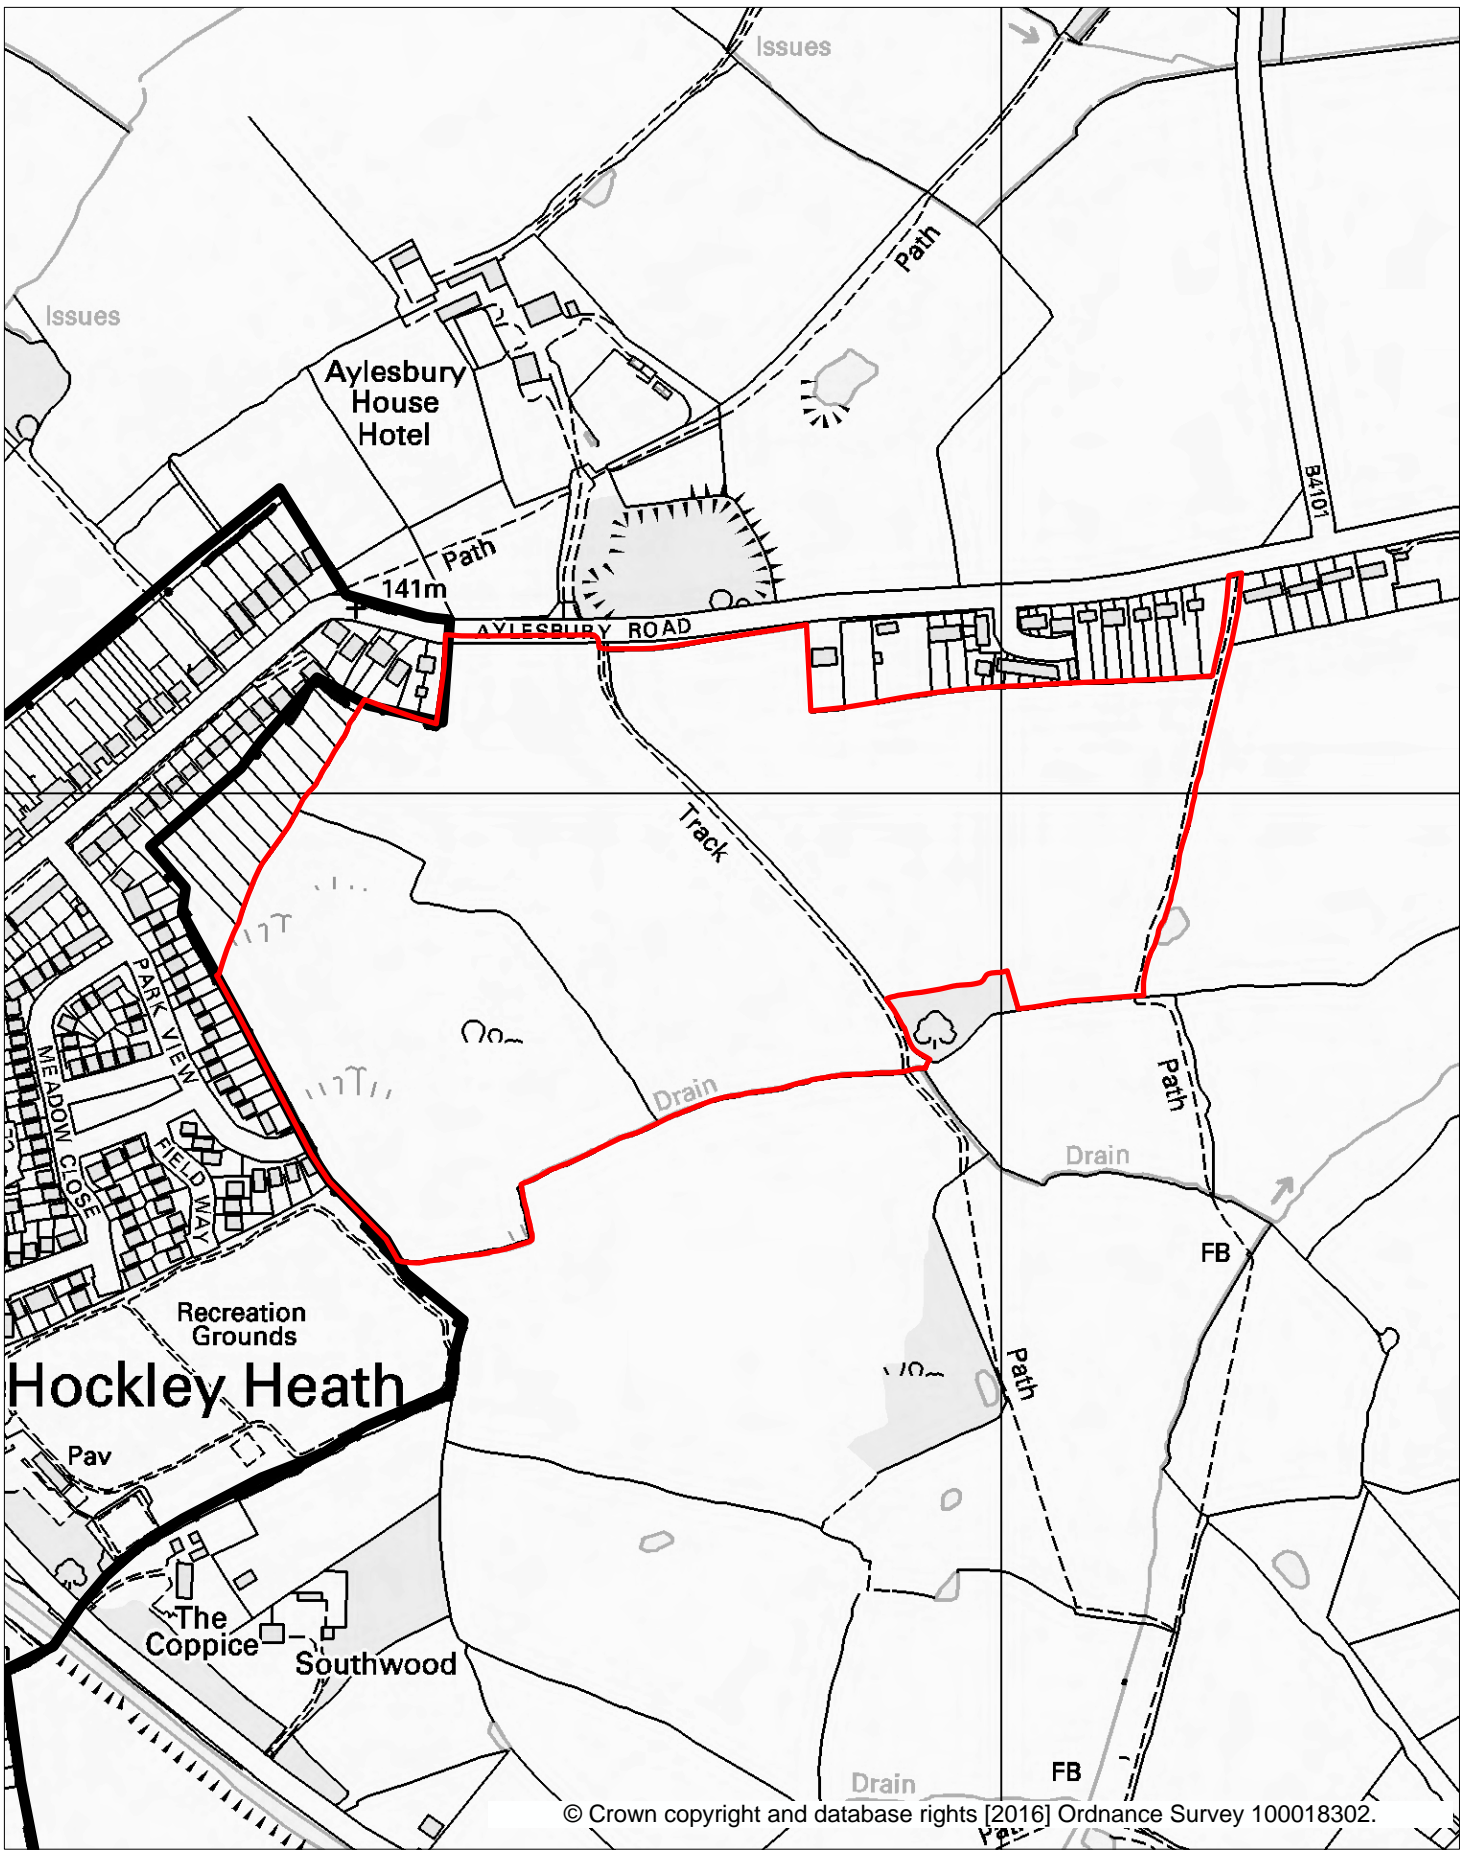 Issues
Path
Issues
Aylesbury
House
Hotel
B4101
Path
141m
AYLESBURY ROAD
Track
PARK VIEW
MEADOW CLOSE
FIELD WAY
Drain
Path
Drain
FB
Recreation
Grounds
Hockley Heath
Path
Pav
The
Coppice
Southwood
FB
Drain
© Crown copyright and database rights [2016] Ordnance Survey 100018302.